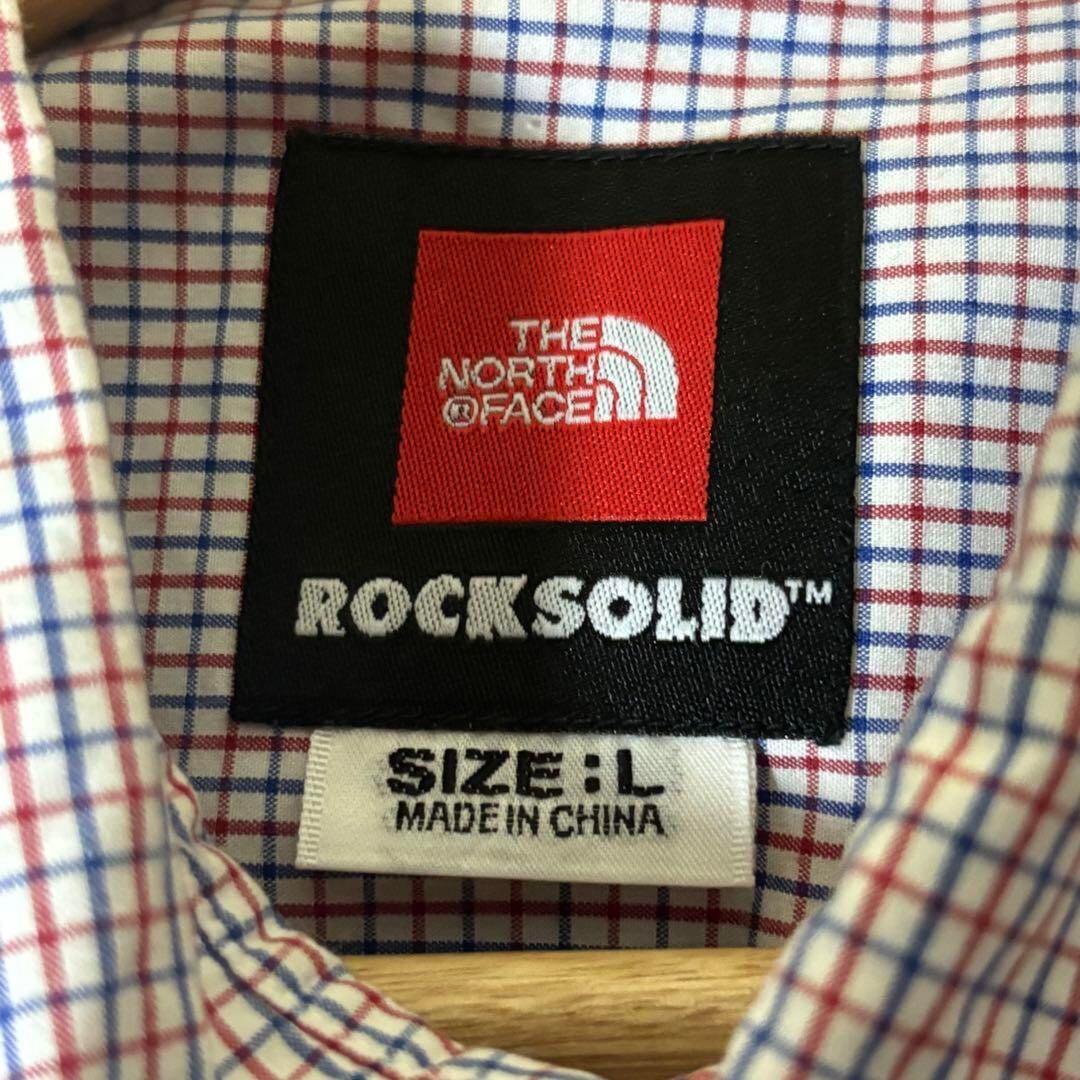 THE
NORTH
®FACE
ROCKSOLID™
SIZE:L
MADE IN CHINA